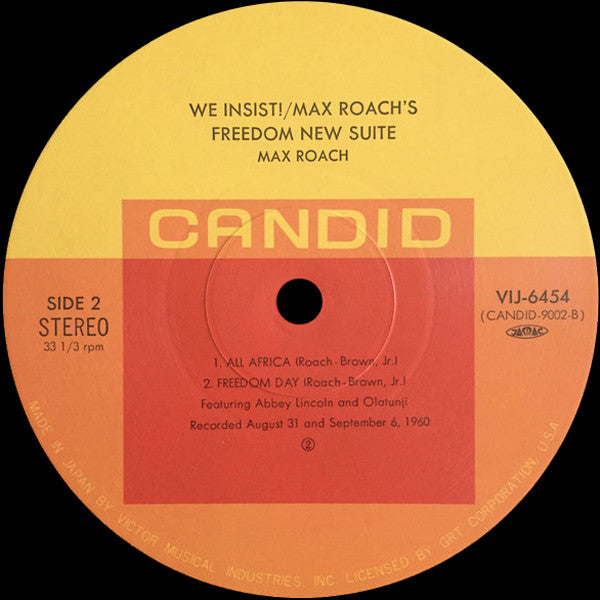 WE INSIST!/MAX ROACH'S
FREEDOM NEW SUITE
MAX ROACH
CANDID
SIDE 2
STEREO
33 1/3 rpm
VIJ-6454
(CANDID-9002-B)
JASRAC
1. ALL AFRICA (Roach-Brown, Jr.)
2. FREEDOM DAY (Roach-Brown, Jr.)
Featuring Abbey Lincoln and Olatunji
Recorded August 31 and September 6, 1960
②
MADE IN JAPAN BY VICTOR MUSICAL INDUSTRIES, INC. LICENSED BY GRT CORPORATION, U.S.A.